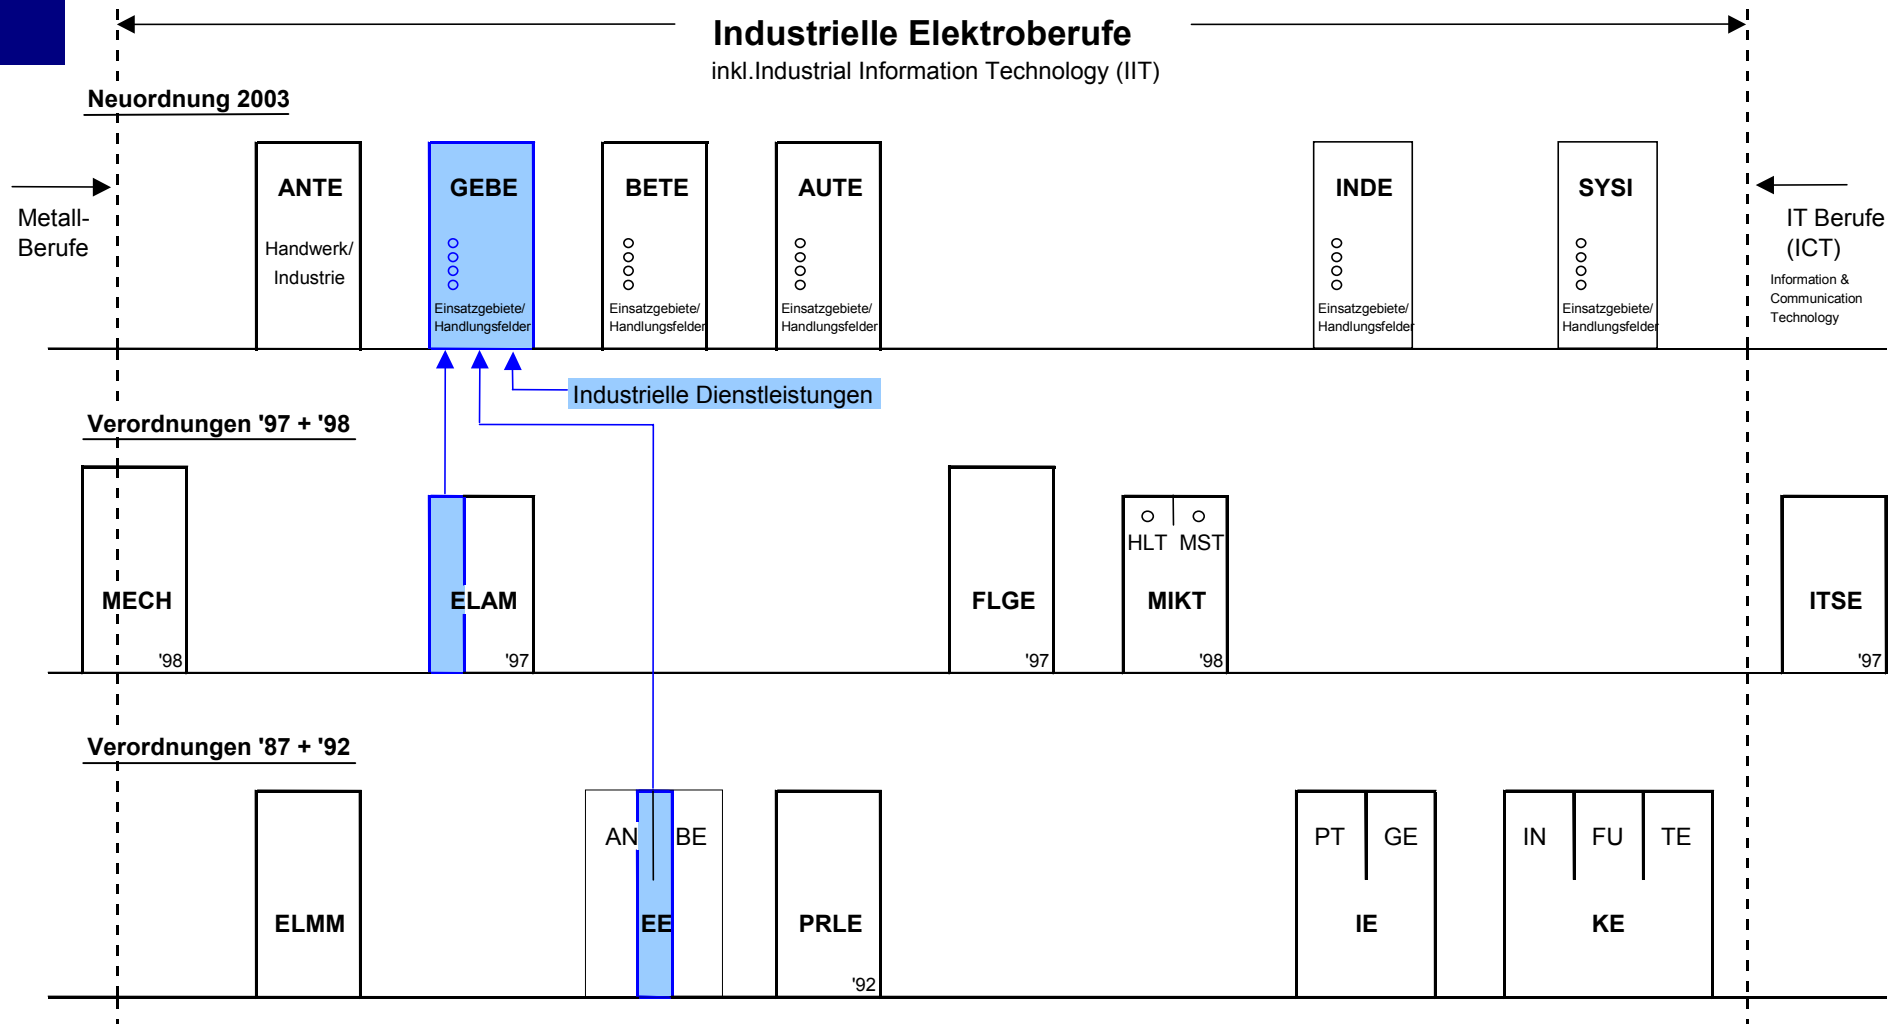 Industrielle Elektroberufe
inkl.Industrial Information Technology (IIT)
Neuordnung 2003
Metall-
Berufe
ANTE
Handwerk/
Industrie
GEBE
Einsatzgebiete/
Handlungsfelder
BETE
Einsatzgebiete/
Handlungsfelder
AUTE
Einsatzgebiete/
Handlungsfelder
INDE
Einsatzgebiete/
Handlungsfelder
SYSI
Einsatzgebiete/
Handlungsfelder
IT Berufe
(ICT)
Information &
Communication
Technology
Industrielle Dienstleistungen
Verordnungen '97 + '98
MECH
'98
ELAM
'97
FLGE
'97
HLT MST
MIKT
'98
ITSE
'97
Verordnungen '87 + '92
ELMM
AN BE
EE
PRLE
'92
PT GE
IE
IN FU TE
KE